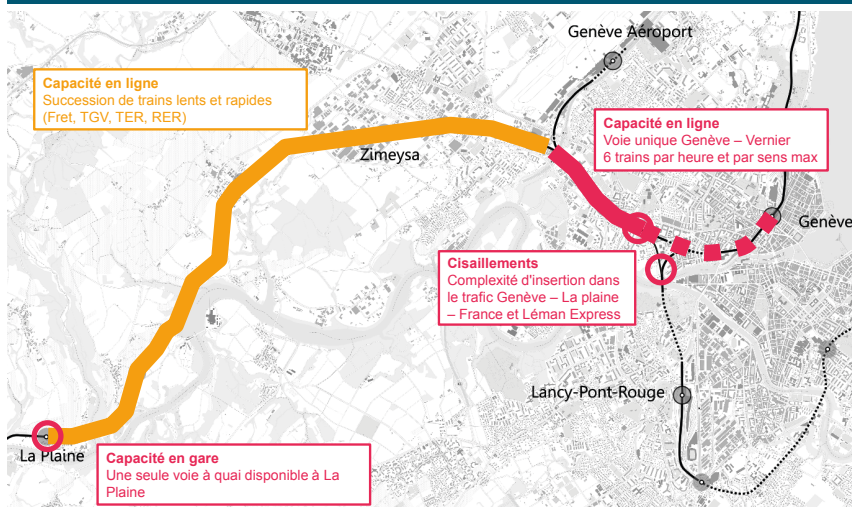 Genève Aéroport
Capacité en ligne
Succession de trains lents et rapides
(Fret, TGV, TER, RER)
Capacité en ligne
Voie unique Genève – Vernier
6 trains par heure et par sens max
Zimeysa
Genève
Cisaillements
Complexité d'insertion dans
le trafic Genève – La plaine
– France et Léman Express
Lancy-Pont-Rouge
La Plaine
Capacité en gare
Une seule voie à quai disponible à La
Plaine